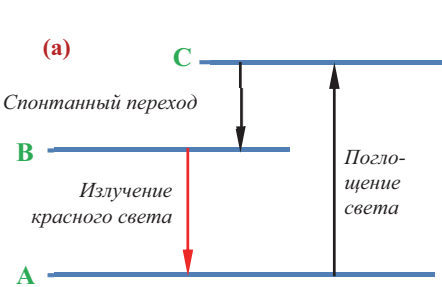 (а)
C
Спонтанный переход
B
Погло-
щение
света
Излучение
красного света
A